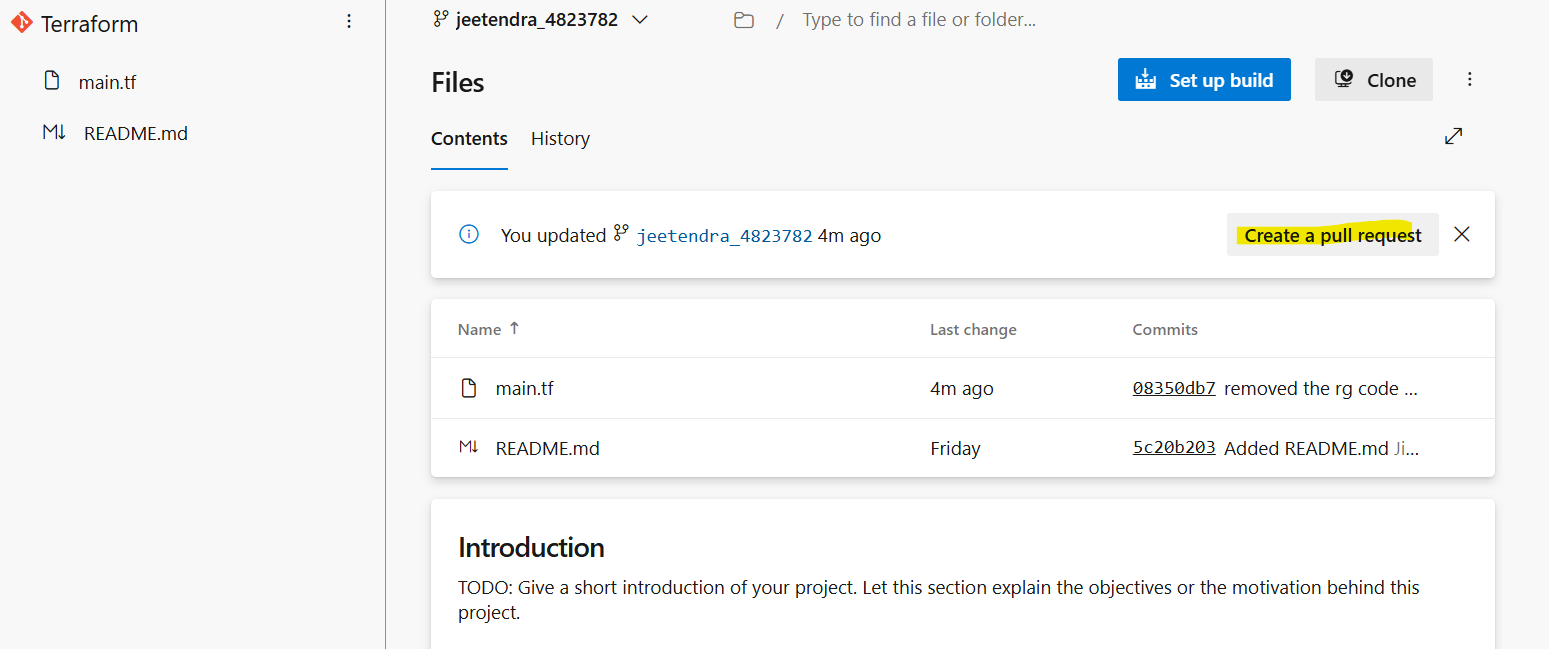 Terraform
main.tf
README.md
jeetendra_4823782
/ Type to find a file or folder...
Files
Set up build
Clone
Contents History
You updated jeetendra_4823782 4m ago
Create a pull request
Name ↑ Last change Commits
main.tf 4m ago 08350db7 removed the rg code ...
M↓ README.md Friday 5c20b203 Added README.md Ji...
Introduction
TODO: Give a short introduction of your project. Let this section explain the objectives or the motivation behind this
project.